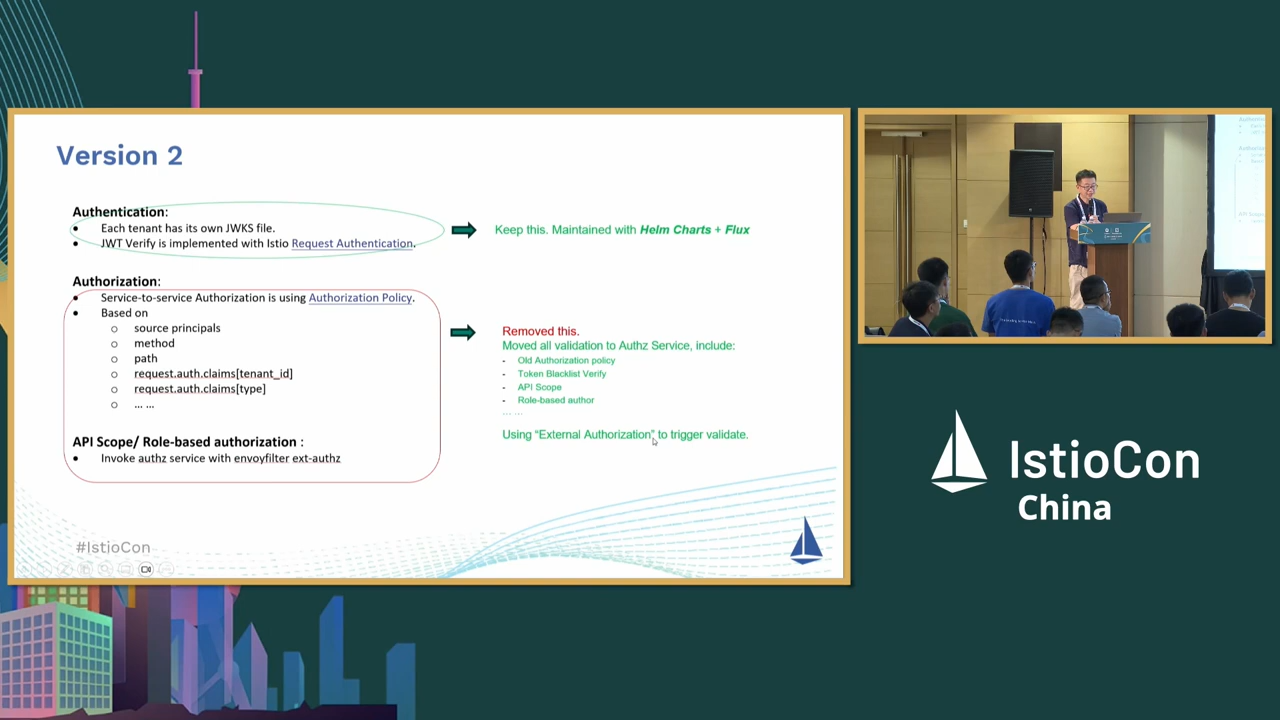 Version 2
Authentication:
• Each tenant has its own JWKS file.
• JWT Verify is implemented with Istio Request Authentication.
Keep this. Maintained with Helm Charts + Flux
Authorization:
• Service-to-service Authorization is using Authorization Policy.
• Based on
o source principals
o method
o path
o request.auth.claims[tenant_id]
o request.auth.claims[type]
o ... ...
API Scope/ Role-based authorization :
• Invoke authz service with envoyfilter ext-authz
Removed this.
Moved all validation to Authz Service, include:
- Old Authorization policy
- Token Blacklist Verify
- API Scope
- Role-based author
... ...
Using “External Authorization” to trigger validate.
#IstioCon
IstioCon
China